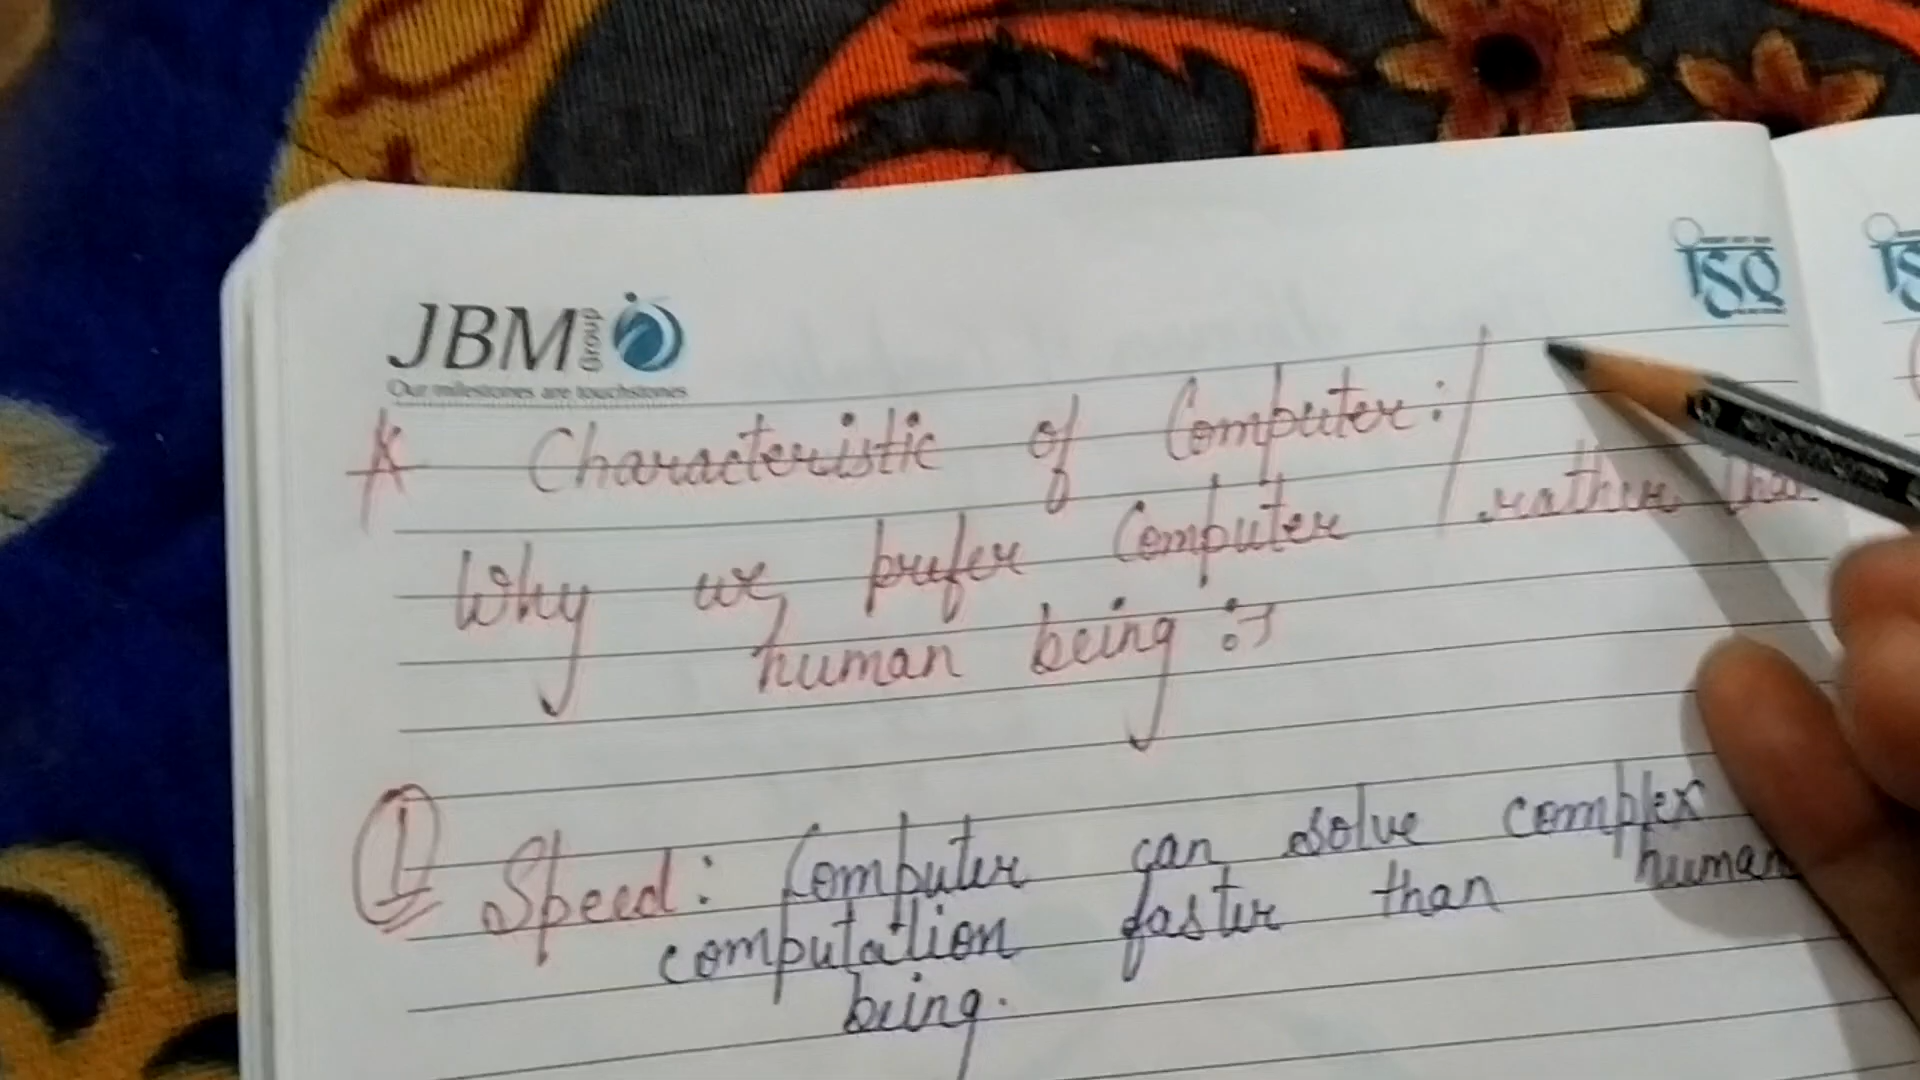 JBM Group
Our milestones are touchstones
* Characteristic of Computer:/
Why we prefer Computer / rather than
human being :-
1 Speed: Computer can solve complex
computation faster than human
being.